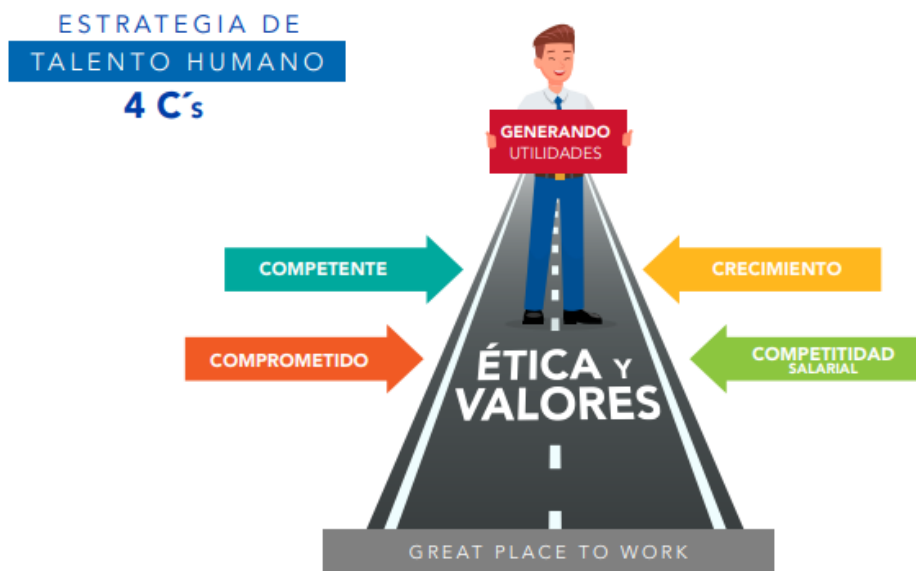 ESTRATEGIA DE
TALENTO HUMANO
4 C´s
GENERANDO
UTILIDADES
COMPETENTE
CRECIMIENTO
COMPROMETIDO
COMPETITIDAD
SALARIAL
ÉTICA Y
VALORES
GREAT PLACE TO WORK